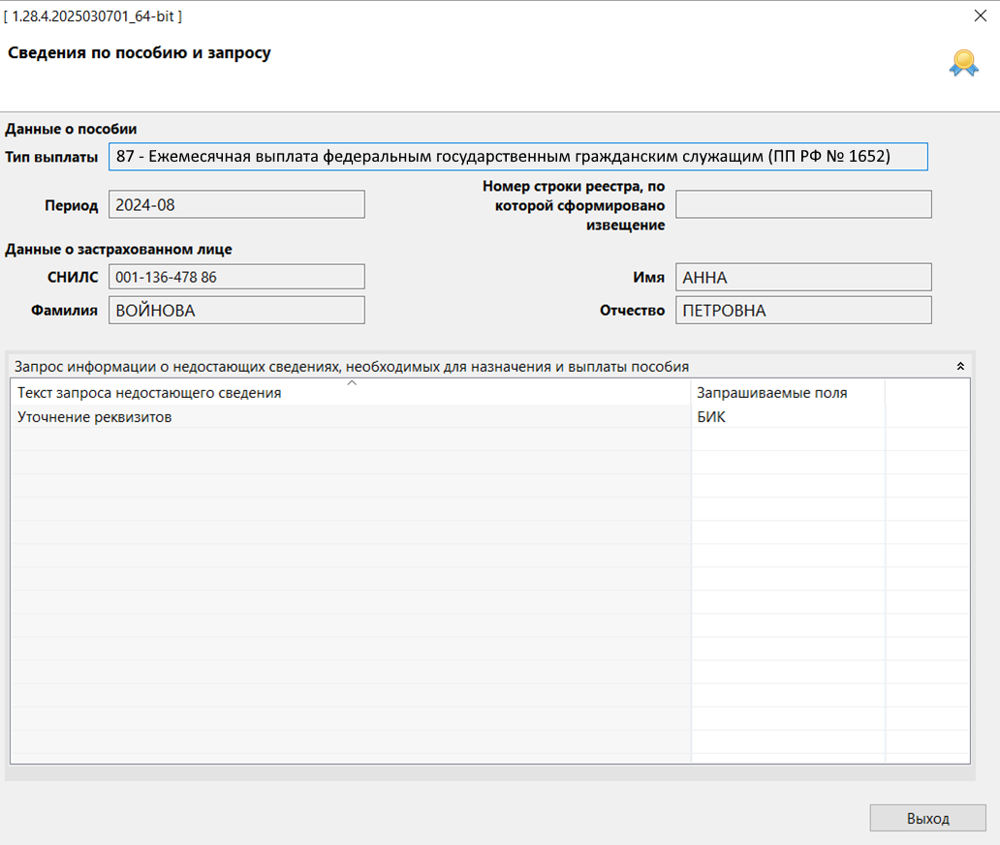 [ 1.28.4.2025030701_64-bit ]
Сведения по пособию и запросу
Данные о пособии
Тип выплаты 87 - Ежемесячная выплата федеральным государственным гражданским служащим (ПП РФ № 1652)
Период 2024-08
Номер строки реестра, по
которой сформировано
извещение
Данные о застрахованном лице
СНИЛС 001-136-478 86 Имя АННА
Фамилия ВОЙНОВА Отчество ПЕТРОВНА
Запрос информации о недостающих сведениях, необходимых для назначения и выплаты пособия
Текст запроса недостающего сведения Запрашиваемые поля
Уточнение реквизитов БИК
Выход